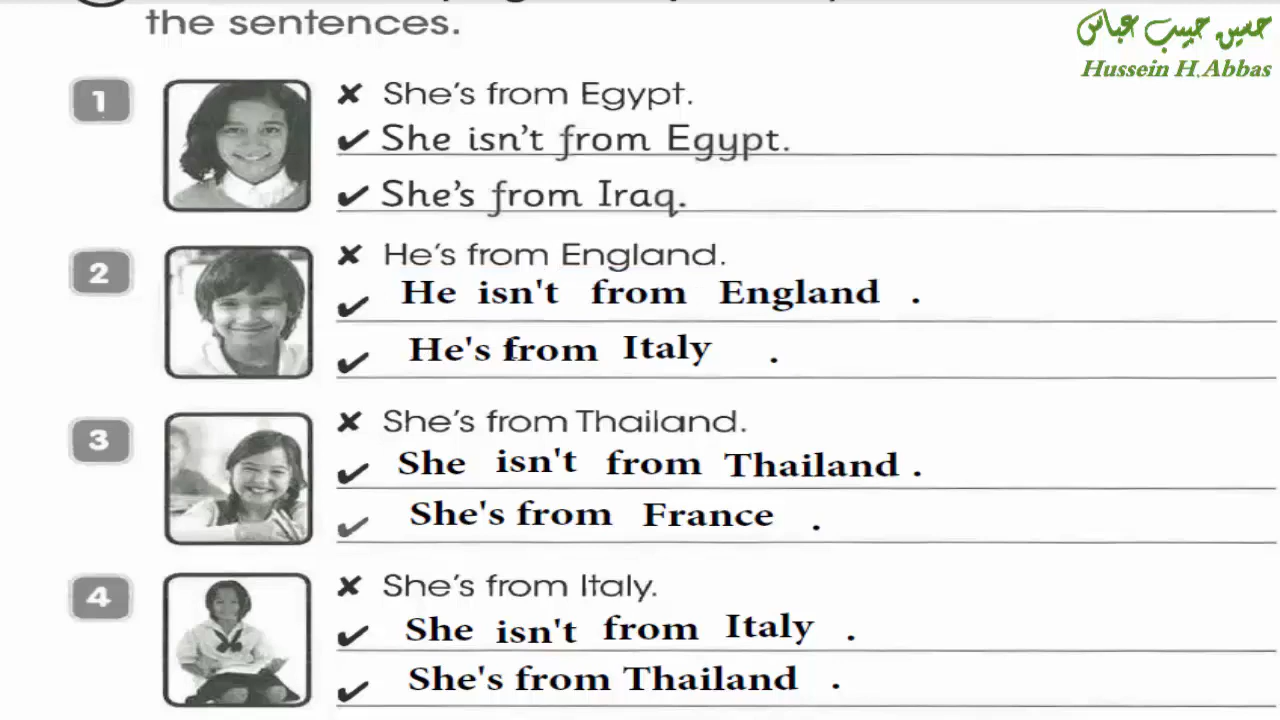 the sentences.
حسين حبيب عباس
Hussein H.Abbas
1
✘ She's from Egypt.
✔ She isn't from Egypt.
✔ She's from Iraq.
2
✘ He's from England.
✔ He isn't from England .
✔ He's from Italy .
3
✘ She's from Thailand.
✔ She isn't from Thailand .
✔ She's from France .
4
✘ She's from Italy.
✔ She isn't from Italy .
✔ She's from Thailand .